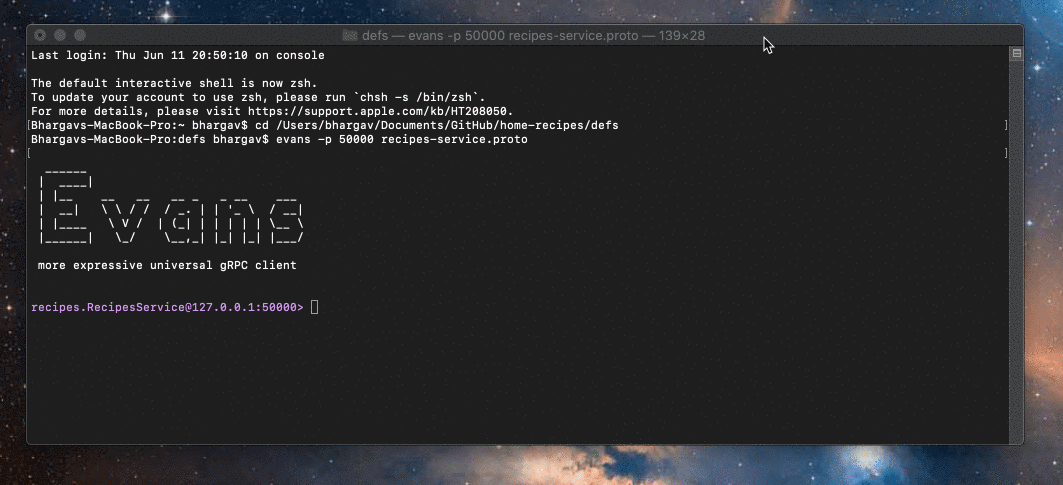 defs — evans -p 50000 recipes-service.proto — 139×28
Last login: Thu Jun 11 20:50:10 on console
The default interactive shell is now zsh.
To update your account to use zsh, please run `chsh -s /bin/zsh`.
For more details, please visit https://support.apple.com/kb/HT208050.
[Bhargavs-MacBook-Pro:~ bhargav$ cd /Users/bhargav/Documents/GitHub/home-recipes/defs ]
Bhargavs-MacBook-Pro:defs bhargav$ evans -p 50000 recipes-service.proto
[ ]
Evans
more expressive universal gRPC client
recipes.RecipesService@127.0.0.1:50000>